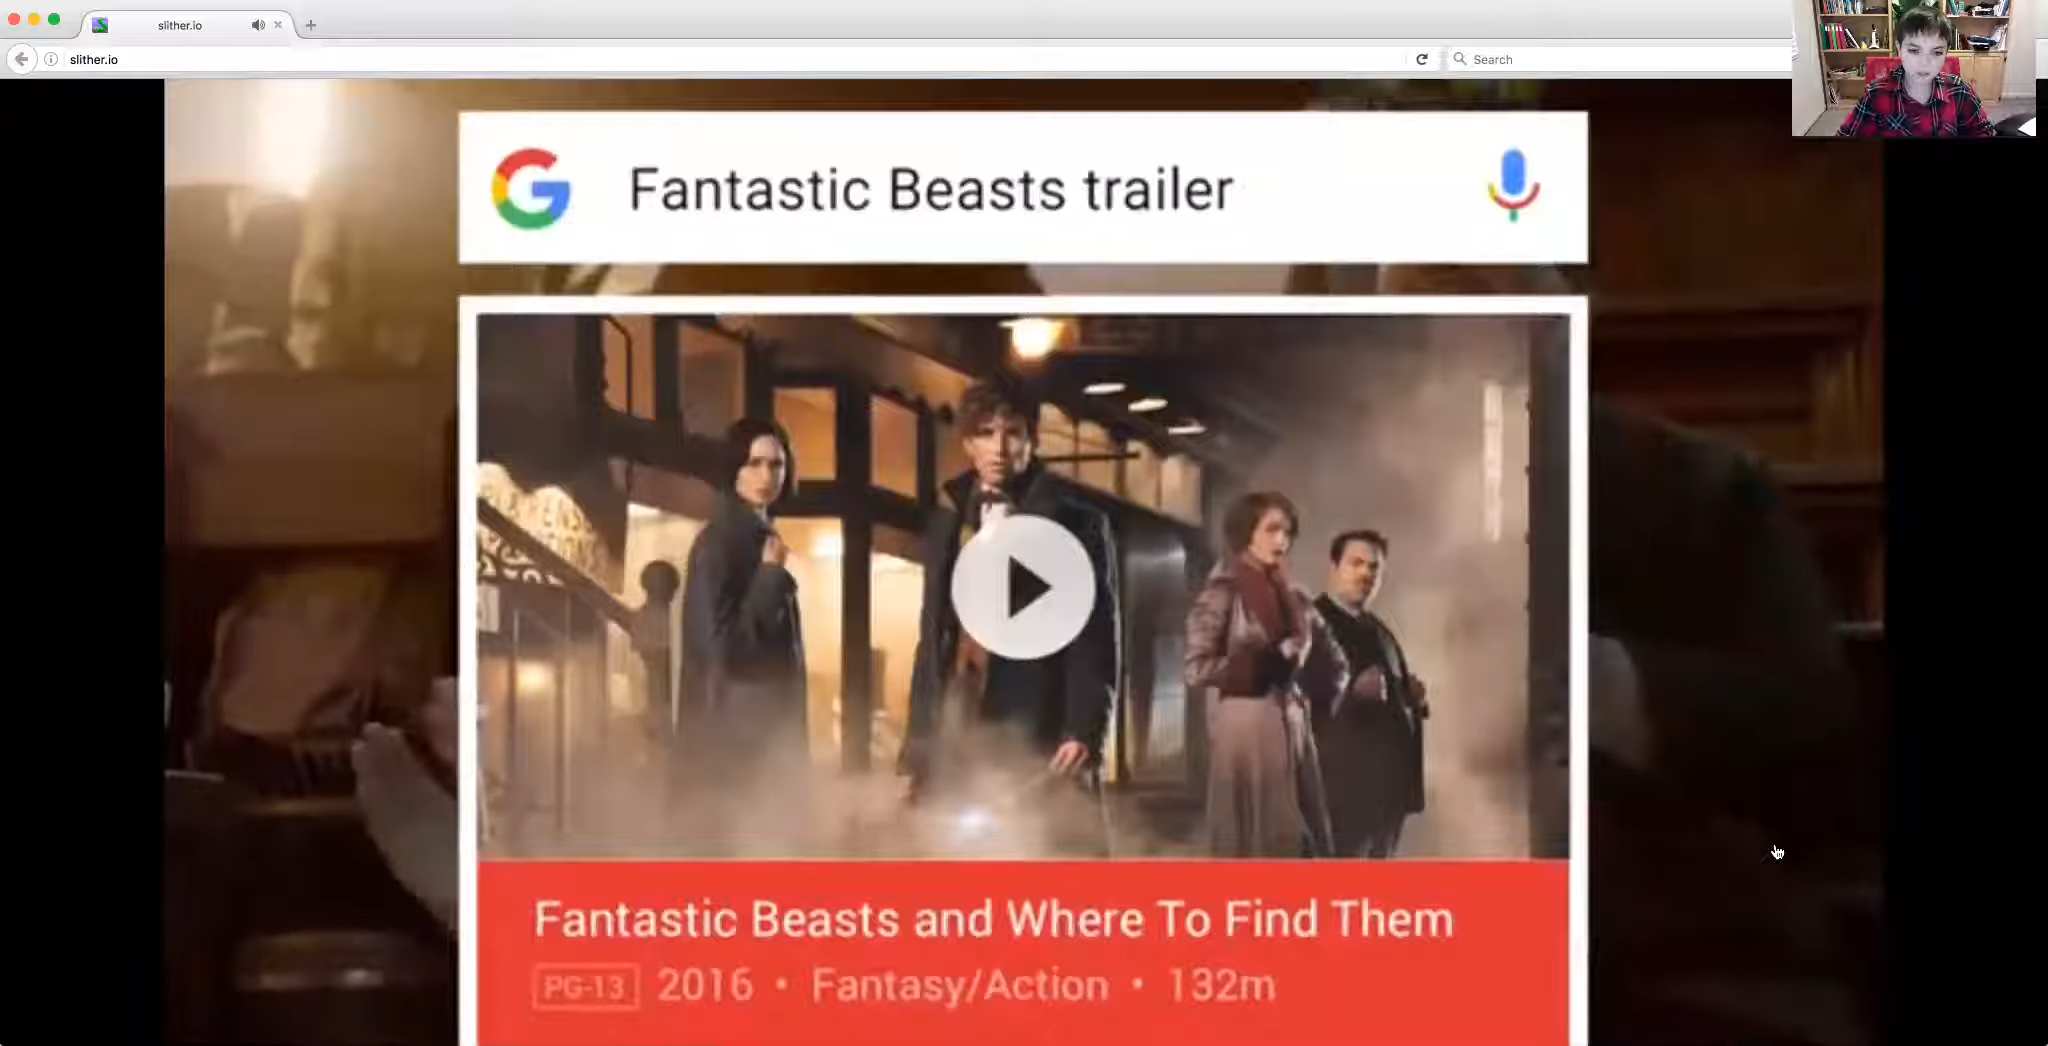 slither.io
slither.io
Search
Fantastic Beasts trailer
Fantastic Beasts and Where To Find Them
PG-13 2016 • Fantasy/Action • 132m